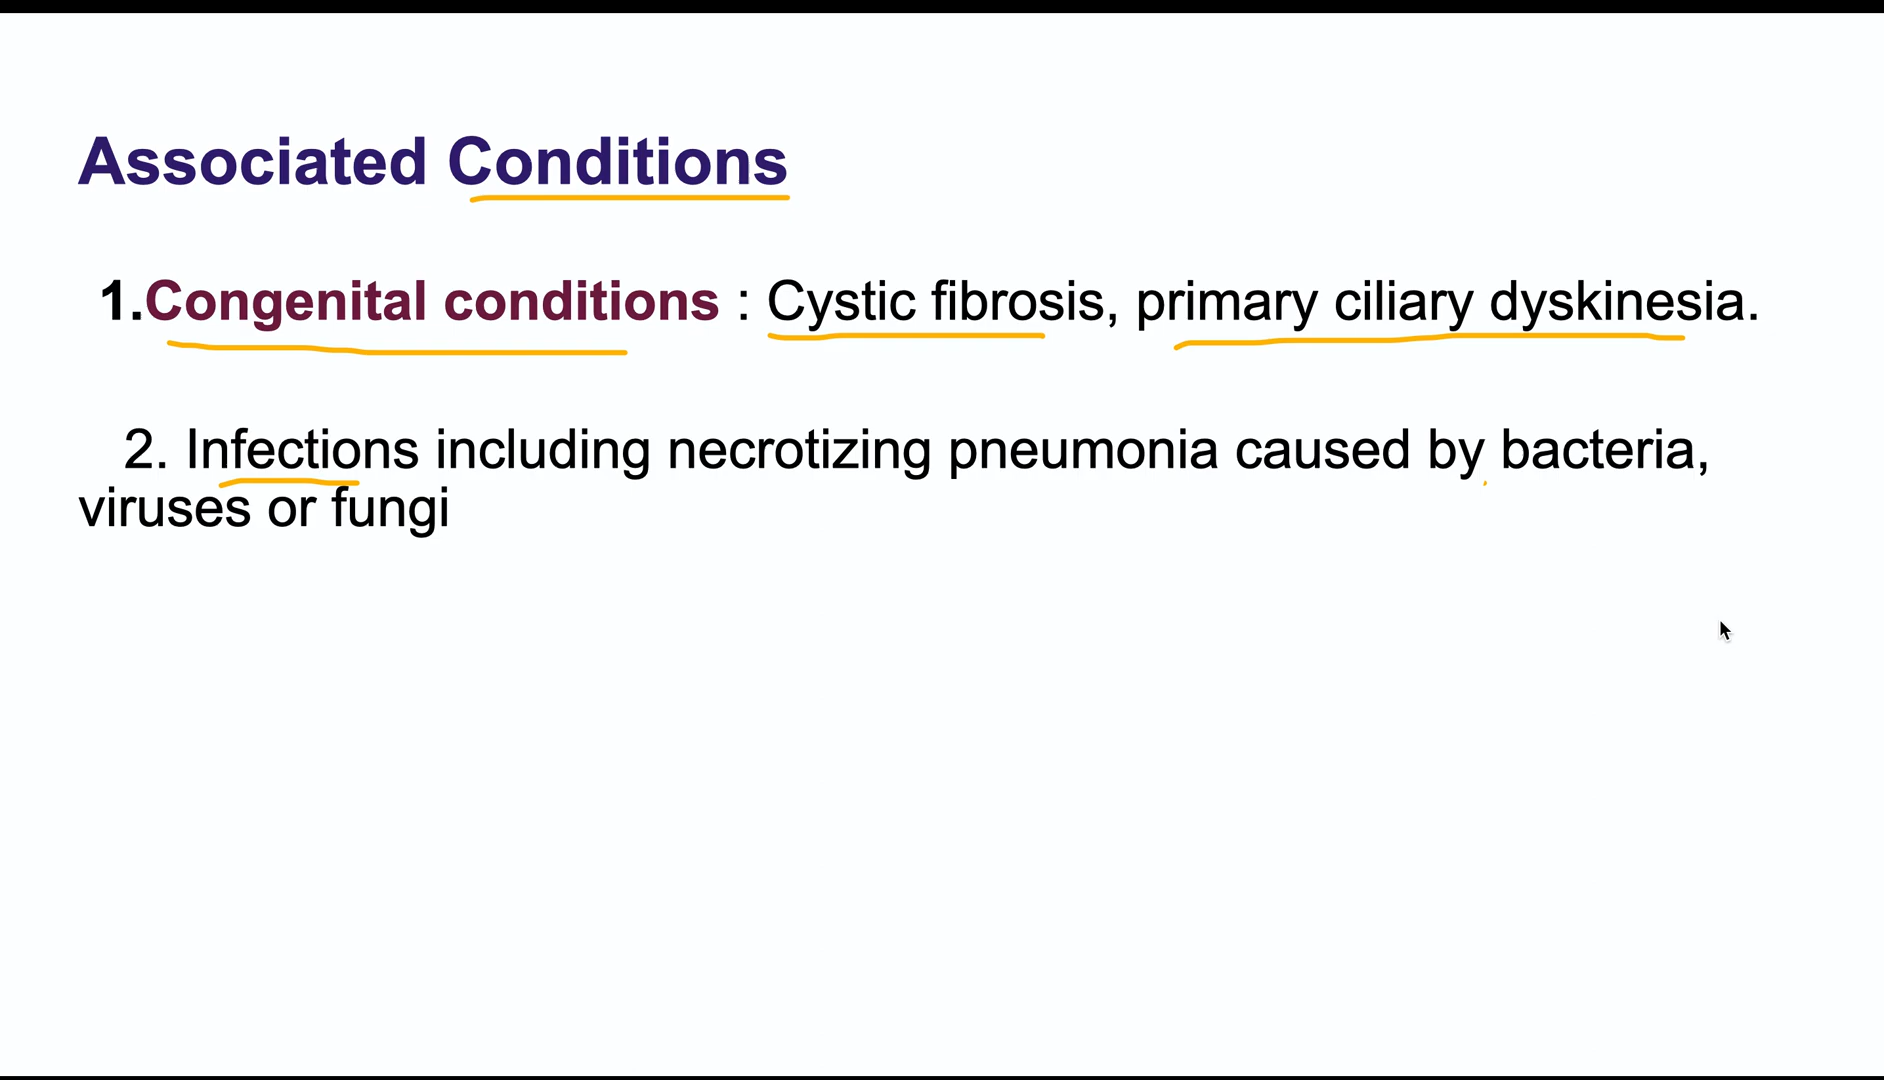 Associated Conditions
1.Congenital conditions : Cystic fibrosis, primary ciliary dyskinesia.
2. Infections including necrotizing pneumonia caused by bacteria,
viruses or fungi